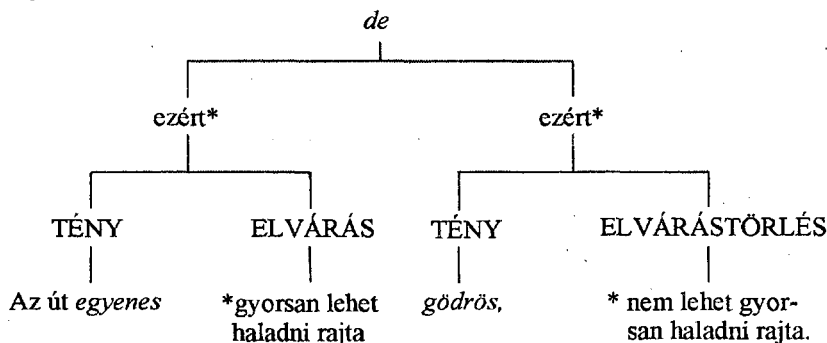 de
ezért* ezért*
TÉNY ELVÁRÁS TÉNY ELVÁRÁSTÖRLÉS
Az út egyenes *gyorsan lehet gödrös, * nem lehet gyor-
haladni rajta san haladni rajta.